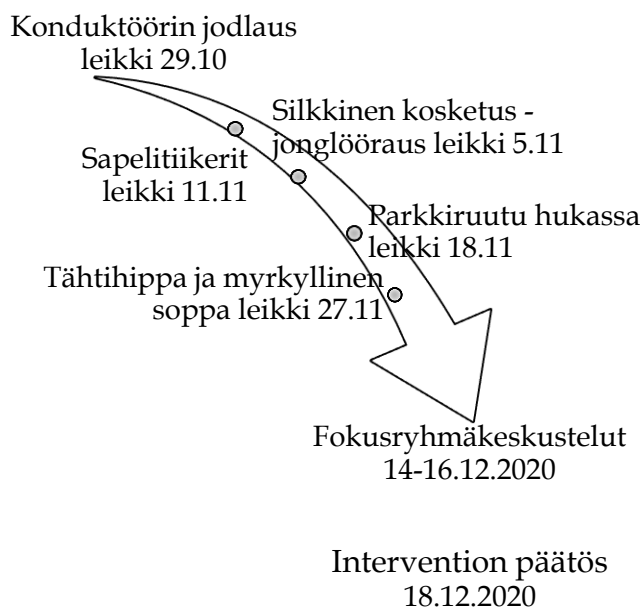 Konduktöörin jodlaus
leikki 29.10
Silkkinen kosketus -
jonglööraus leikki 5.11
Sapelitiikerit
leikki 11.11
Parkkiruutu hukassa
leikki 18.11
Tähtihippa ja myrkyllinen
soppa leikki 27.11
Fokusryhmäkeskustelut
14-16.12.2020
Intervention päätös
18.12.2020